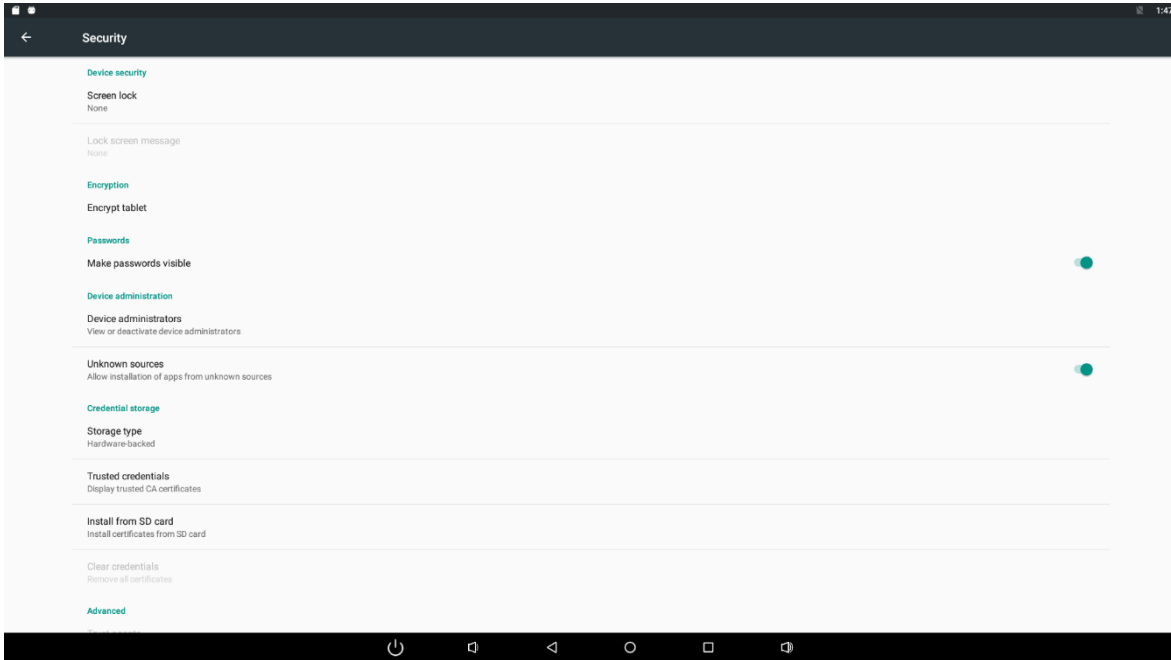 1:47
Security
Device security
Screen lock
None
Lock screen message
None
Encryption
Encrypt tablet
Passwords
Make passwords visible
Device administration
Device administrators
View or deactivate device administrators
Unknown sources
Allow installation of apps from unknown sources
Credential storage
Storage type
Hardware-backed
Trusted credentials
Display trusted CA certificates
Install from SD card
Install certificates from SD card
Clear credentials
Remove all certificates
Advanced